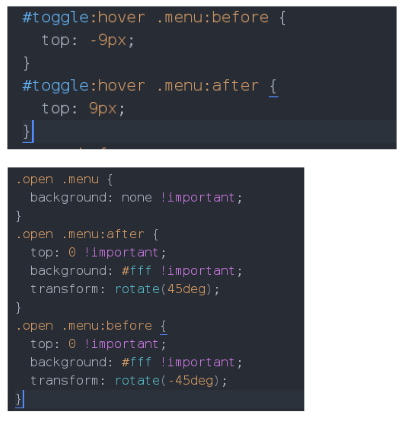 #toggle:hover .menu:before {
top: -9px;
}
#toggle:hover .menu:after {
top: 9px;
}
.open .menu {
background: none !important;
}
.open .menu:after {
top: 0 !important;
background: #fff !important;
transform: rotate(45deg);
}
.open .menu:before {
top: 0 !important;
background: #fff !important;
transform: rotate(-45deg);
}